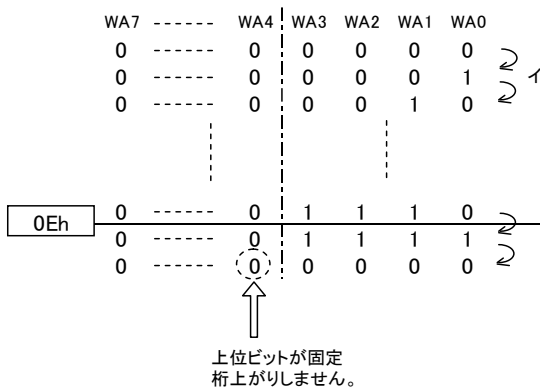 WA7 ------ WA4 WA3 WA2 WA1 WA0
0 ------ 0 0 0 0 0
0 ------ 0 0 0 0 1
イ
0 ------ 0 0 0 1 0
0 ------ 0 1 1 1 0
0Eh
0 ------ 0 1 1 1 1
0 ------ 0 0 0 0 0
上位ビットが固定
桁上がりしません。